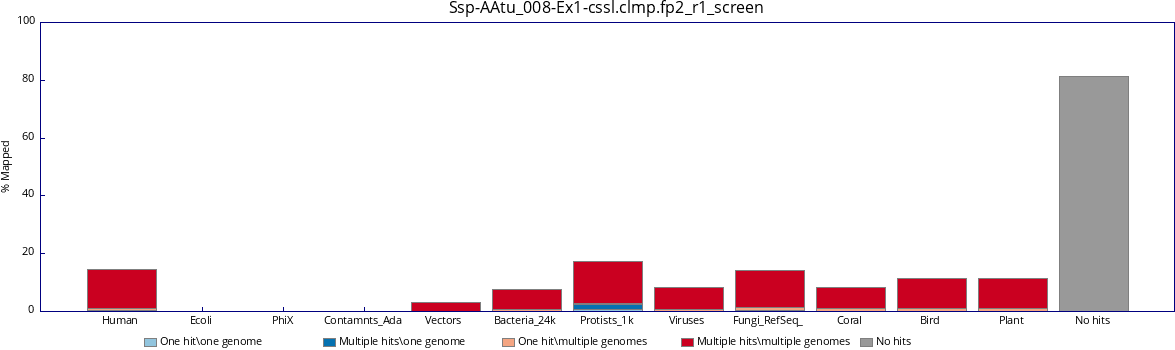 Ssp-AAtu_008-Ex1-cssl.clmp.fp2_r1_screen
100
80
60
40
20
0
% Mapped
Human Ecoli PhiX Contamnts_Ada Vectors Bacteria_24k Protists_1k Viruses Fungi_RefSeq_ Coral Bird Plant No hits
One hit\one genome Multiple hits\one genome One hit\multiple genomes Multiple hits\multiple genomes No hits